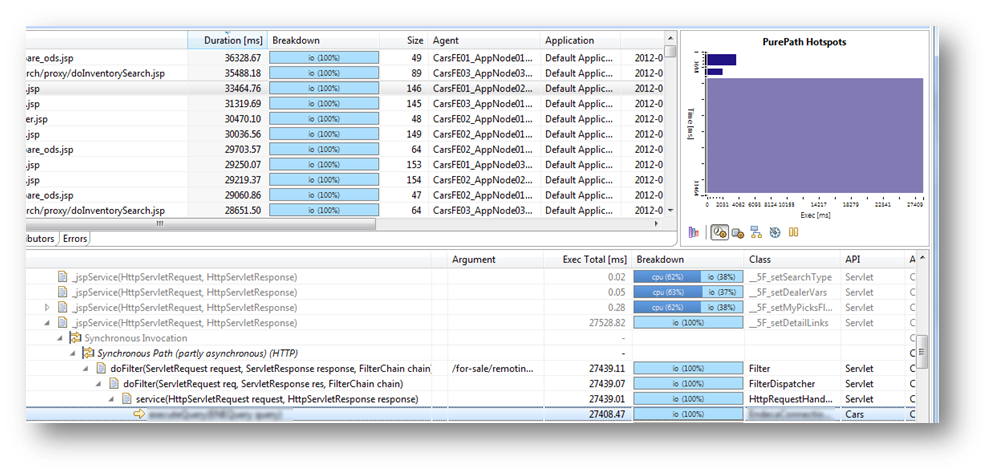 Duration [ms] Breakdown Size Agent Application
are_ods.jsp 36328.67 io (100%) 49 CarsFE01_AppNode01... Default Applic... 2012-0
rch/proxy/doInventorySearch.jsp 35488.18 io (100%) 89 CarsFE03_AppNode03... Default Applic... 2012-0
.jsp 33464.76 io (100%) 146 CarsFE01_AppNode02... Default Applic... 2012-0
.jsp 31319.69 io (100%) 145 CarsFE01_AppNode03... Default Applic... 2012-0
er.jsp 30470.10 io (100%) 48 CarsFE01_AppNode01... Default Applic... 2012-0
.jsp 30036.56 io (100%) 149 CarsFE02_AppNode01... Default Applic... 2012-0
are_ods.jsp 29703.57 io (100%) 64 CarsFE02_AppNode01... Default Applic... 2012-0
.jsp 29250.07 io (100%) 153 CarsFE01_AppNode03... Default Applic... 2012-0
.jsp 29219.37 io (100%) 154 CarsFE02_AppNode02... Default Applic... 2012-0
are_ods.jsp 29060.86 io (100%) 47 CarsFE02_AppNode01... Default Applic... 2012-0
rch/proxy/doInventorySearch.jsp 28651.50 io (100%) 64 CarsFE03_AppNode03... Default Applic... 2012-0
ibutors Errors
PurePath Hotspots
Time [ms]
0 2031 4062 6093 8124 10155 14217 18279 22341 27409
Exec [ms]
Argument Exec Total [ms] Breakdown Class API A
_jspService(HttpServletRequest, HttpServletResponse) 0.02 cpu (62%) io (38%) __5F_setSearchType Servlet C
_jspService(HttpServletRequest, HttpServletResponse) 0.05 cpu (63%) io (37%) __5F_setDealerVars Servlet C
_jspService(HttpServletRequest, HttpServletResponse) 0.28 cpu (62%) io (38%) __5F_setMyPicksFl... Servlet C
_jspService(HttpServletRequest, HttpServletResponse) 27528.82 io (100%) __5F_setDetailLinks Servlet C
Synchronous Invocation - C
Synchronous Path (partly asynchronous) (HTTP) - C
doFilter(ServletRequest request, ServletResponse response, FilterChain chain) /for-sale/remotin... 27439.11 io (100%) Filter Servlet C
doFilter(ServletRequest req, ServletResponse res, FilterChain chain) 27439.07 io (100%) FilterDispatcher Servlet C
service(HttpServletRequest request, HttpServletResponse response) 27439.01 io (100%) HttpRequestHand... Servlet C
27408.47 io (100%) Cars C